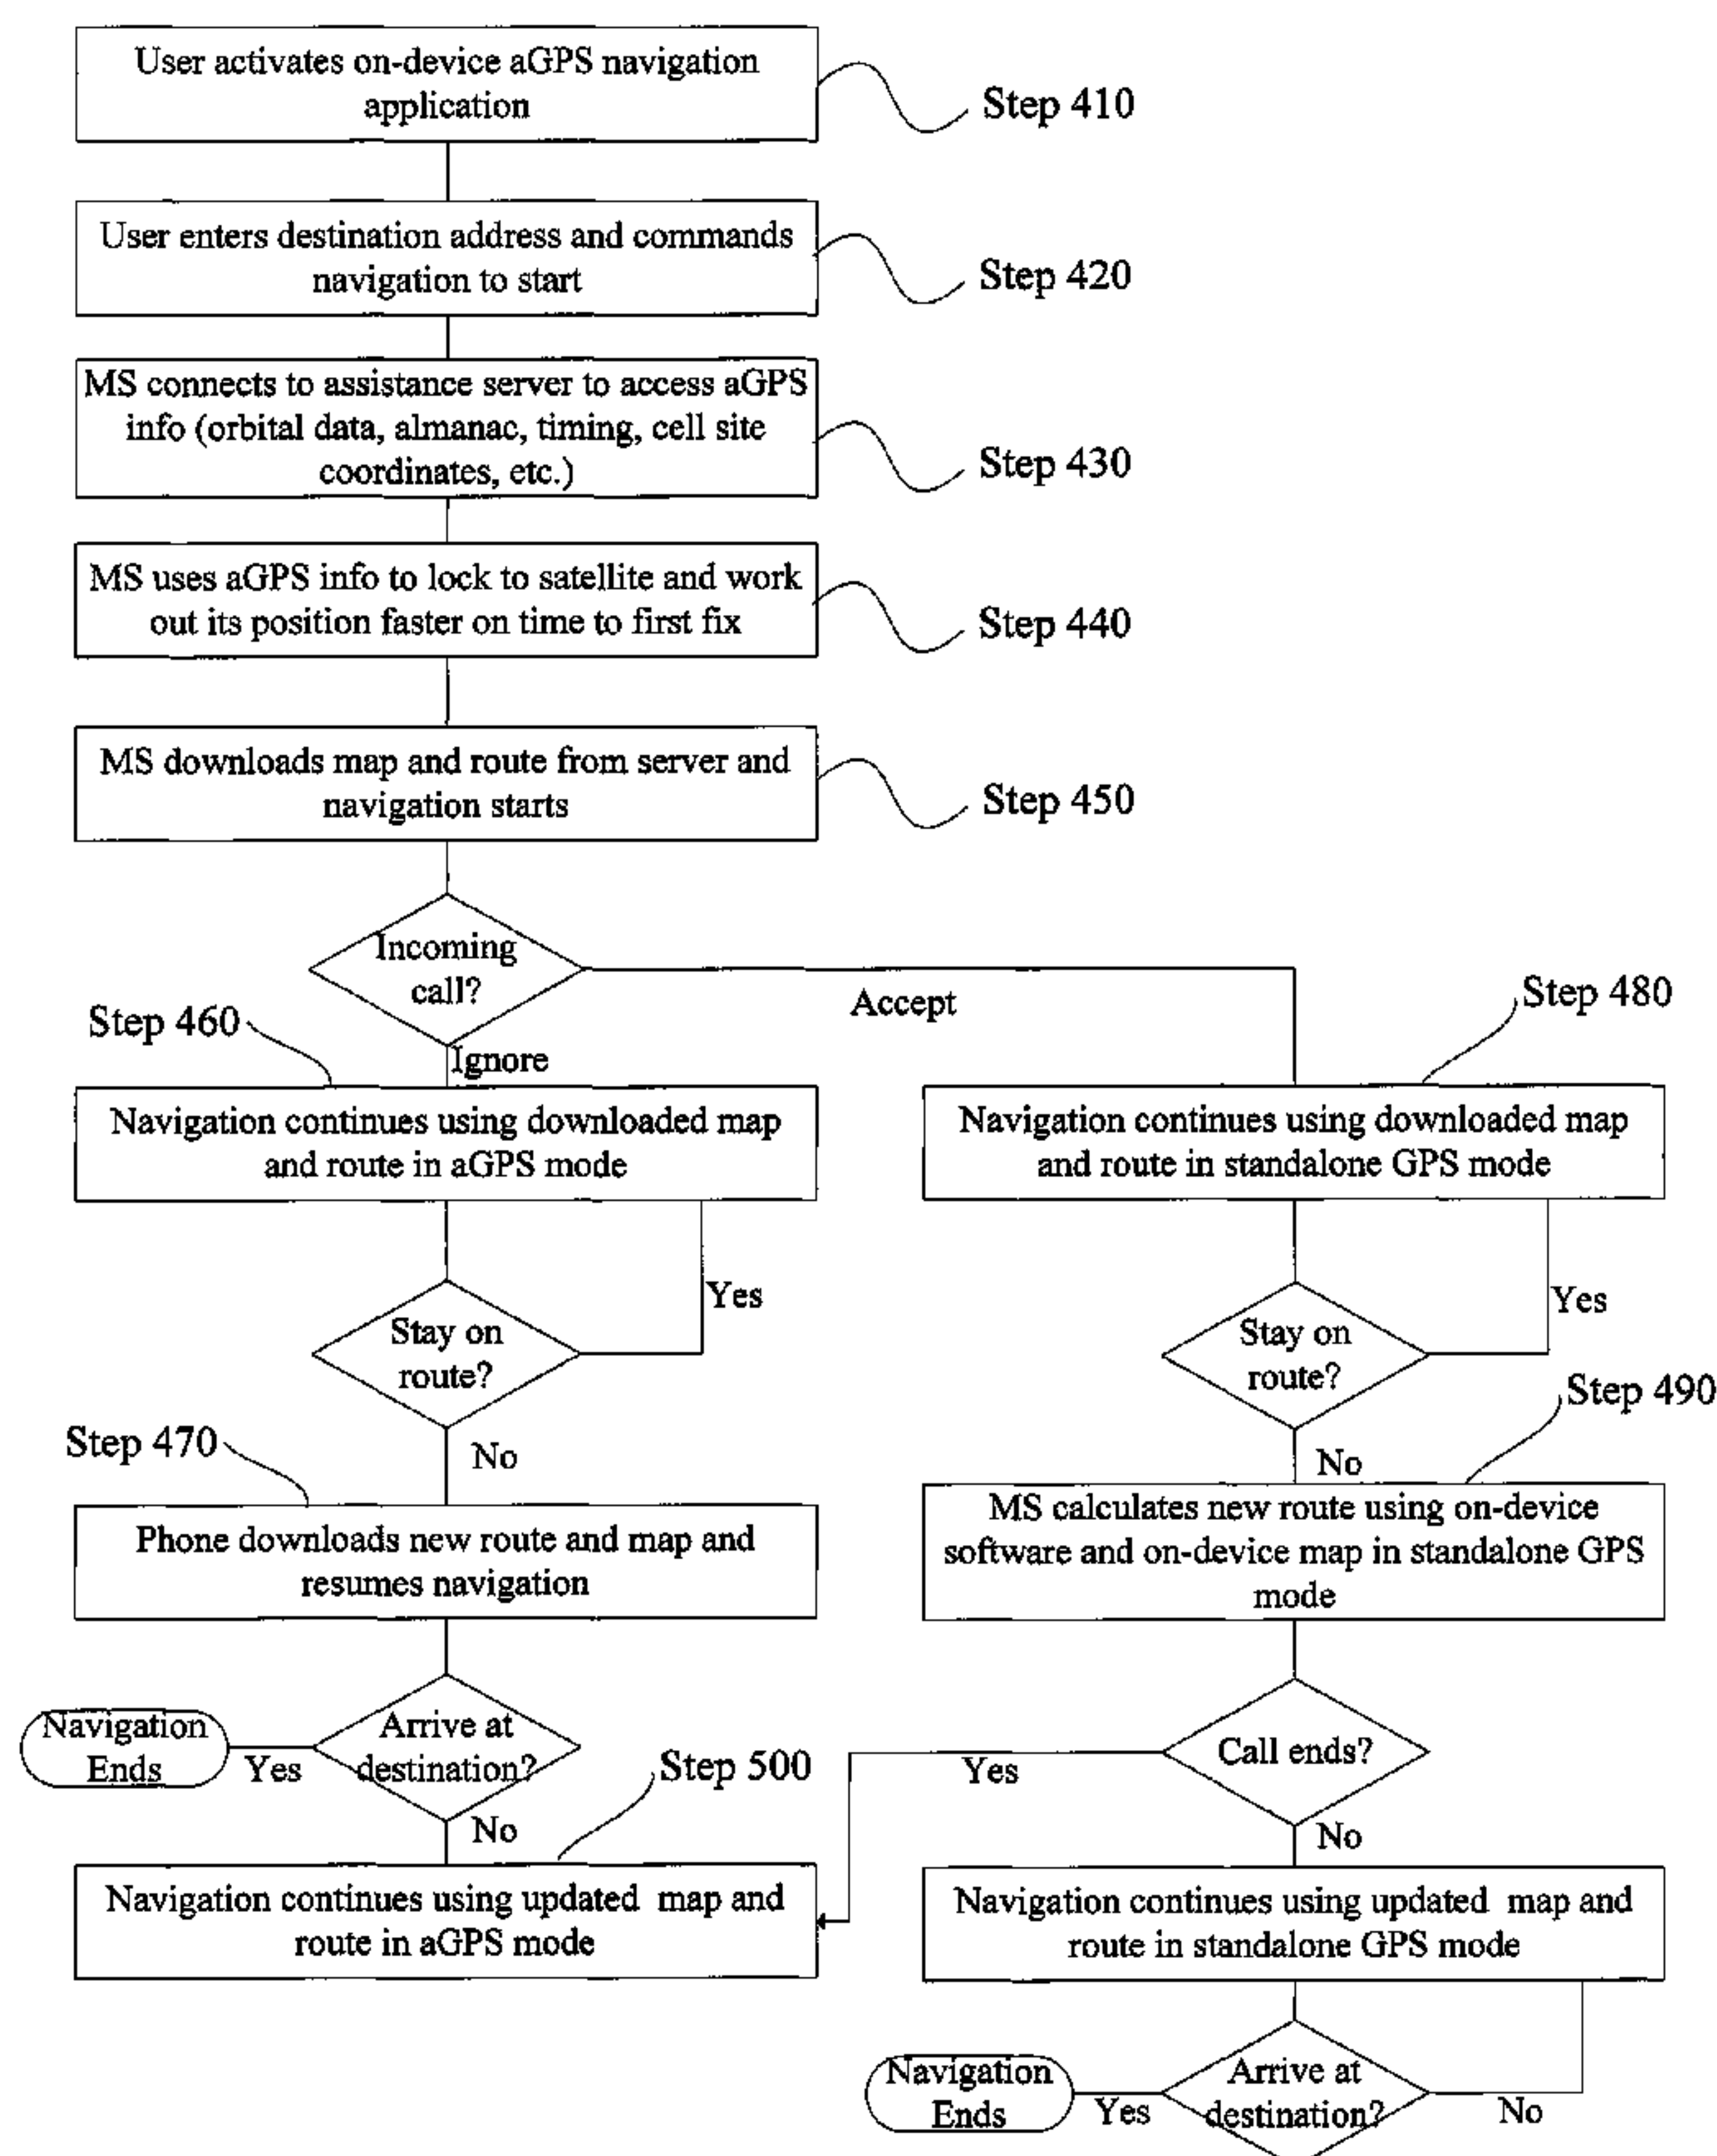 User activates on-device aGPS navigation
application
Step 410
User enters destination address and commands
navigation to start
Step 420
MS connects to assistance server to access aGPS
info (orbital data, almanac, timing, cell site
coordinates, etc.)
Step 430
MS uses aGPS info to lock to satellite and work
out its position faster on time to first fix
Step 440
MS downloads map and route from server and
navigation starts
Step 450
Incoming
call?
Accept
Ignore
Step 460
Navigation continues using downloaded map
and route in aGPS mode
Step 480
Navigation continues using downloaded map
and route in standalone GPS mode
Stay on
route?
Yes
No
Stay on
route?
Yes
No
Step 470
Phone downloads new route and map and
resumes navigation
Step 490
MS calculates new route using on-device
software and on-device map in standalone GPS
mode
Arrive at
destination?
Yes
Navigation
Ends
No
Call ends?
Yes
No
Step 500
Navigation continues using updated map and
route in aGPS mode
Navigation continues using updated map and
route in standalone GPS mode
Arrive at
destination?
Yes
Navigation
Ends
No